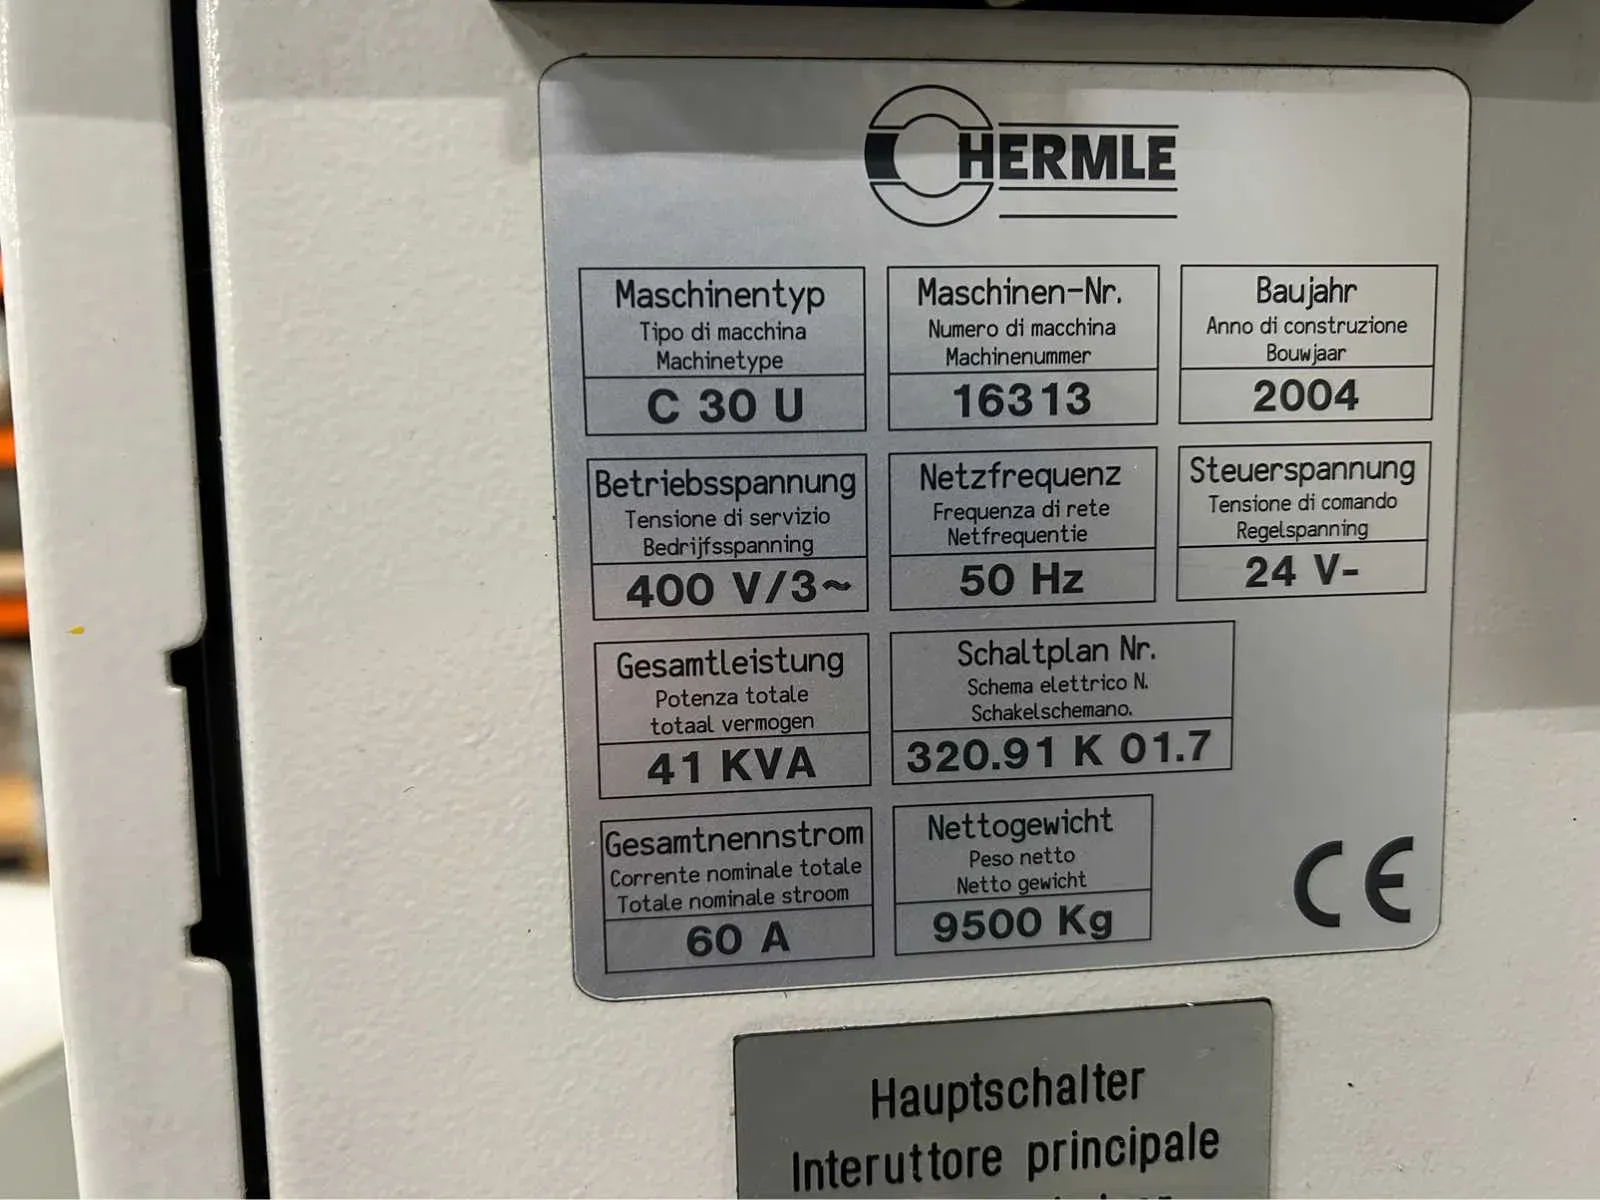 HERMLE
Maschinentyp
Tipo di macchina
Machinetype
C 30 U
Maschinen-Nr.
Numero di macchina
Machinenummer
16313
Baujahr
Anno di construzione
Bouwjaar
2004
Betriebsspannung
Tensione di servizio
Bedrijfsspanning
400 V/3~
Netzfrequenz
Frequenza di rete
Netfrequentie
50 Hz
Steuerspannung
Tensione di comando
Regelspanning
24 V-
Gesamtleistung
Potenza totale
totaal vermogen
41 KVA
Schaltplan Nr.
Schema elettrico N.
Schakelschemano.
320.91 K 01.7
Gesamtnennstrom
Corrente nominale totale
Totale nominale stroom
60 A
Nettogewicht
Peso netto
Netto gewicht
9500 Kg
CE
Hauptschalter
Interuttore principale